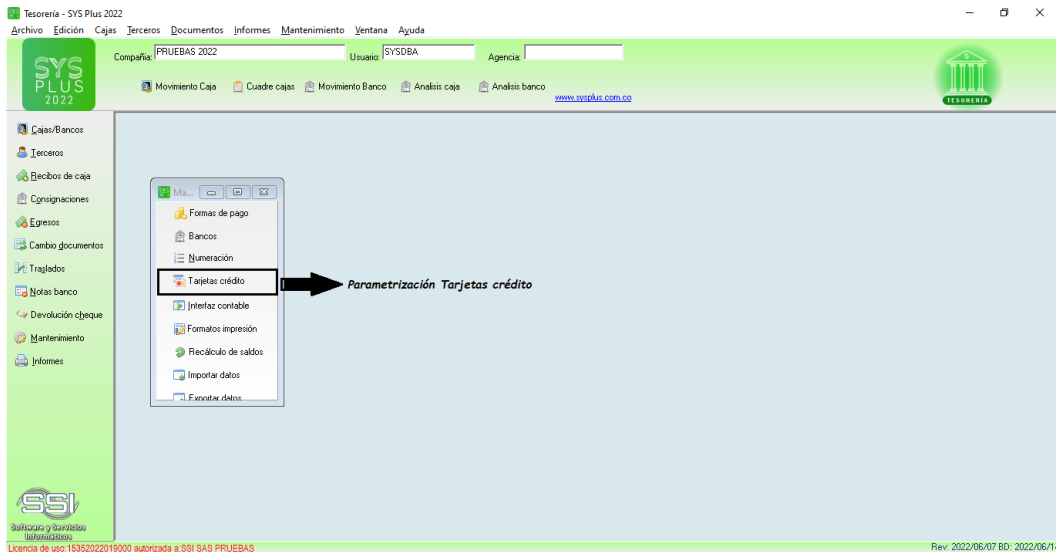 Tesorería - SYS Plus 2022
Archivo Edición Cajas Terceros Documentos Informes Mantenimiento Ventana Ayuda
SYS
PLUS
2022
Compañia: PRUEBAS 2022 Usuario: SYSDBA Agencia:
Movimiento Caja Cuadre cajas Movimiento Banco Analisis caja Analisis banco
www.sysplus.com.co
TESORERÍA
Cajas/Bancos
Terceros
Recibos de caja
Consignaciones
Egresos
Cambio documentos
Traslados
Notas banco
Devolución cheque
Mantenimiento
Informes
Ma...
Formas de pago
Bancos
Numeración
Tarjetas crédito
Interfaz contable
Formatos impresión
Recálculo de saldos
Importar datos
Exportar datos
Parametrización Tarjetas crédito
SSI
Software y Servicios
Informáticos
Licencia de uso:15352022019000 autorizada a:SSI SAS PRUEBAS
Rev: 2022/06/07 BD: 2022/06/1